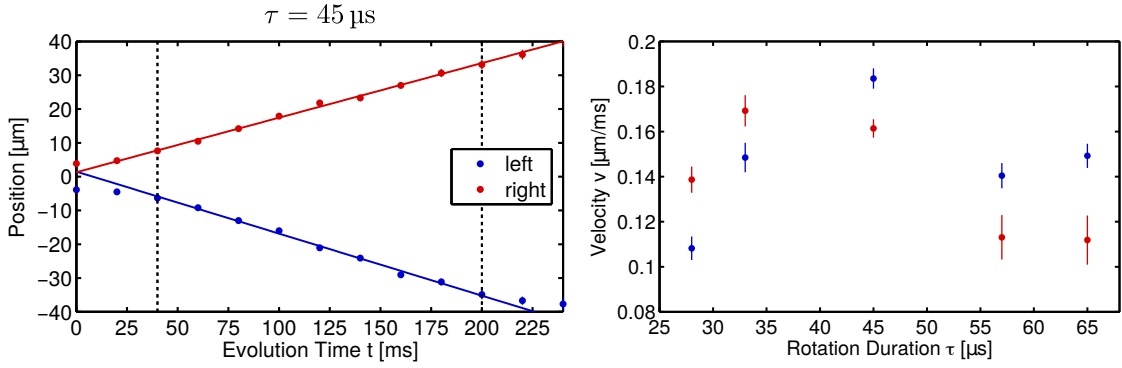 τ = 45 µs
Position [µm]
40
30
20
10
0
−10
−20
−30
−40
0 25 50 75 100 125 150 175 200 225
Evolution Time t [ms]
left
right
Velocity v [µm/ms]
0.2
0.18
0.16
0.14
0.12
0.1
0.08
25 30 35 40 45 50 55 60 65
Rotation Duration τ [µs]